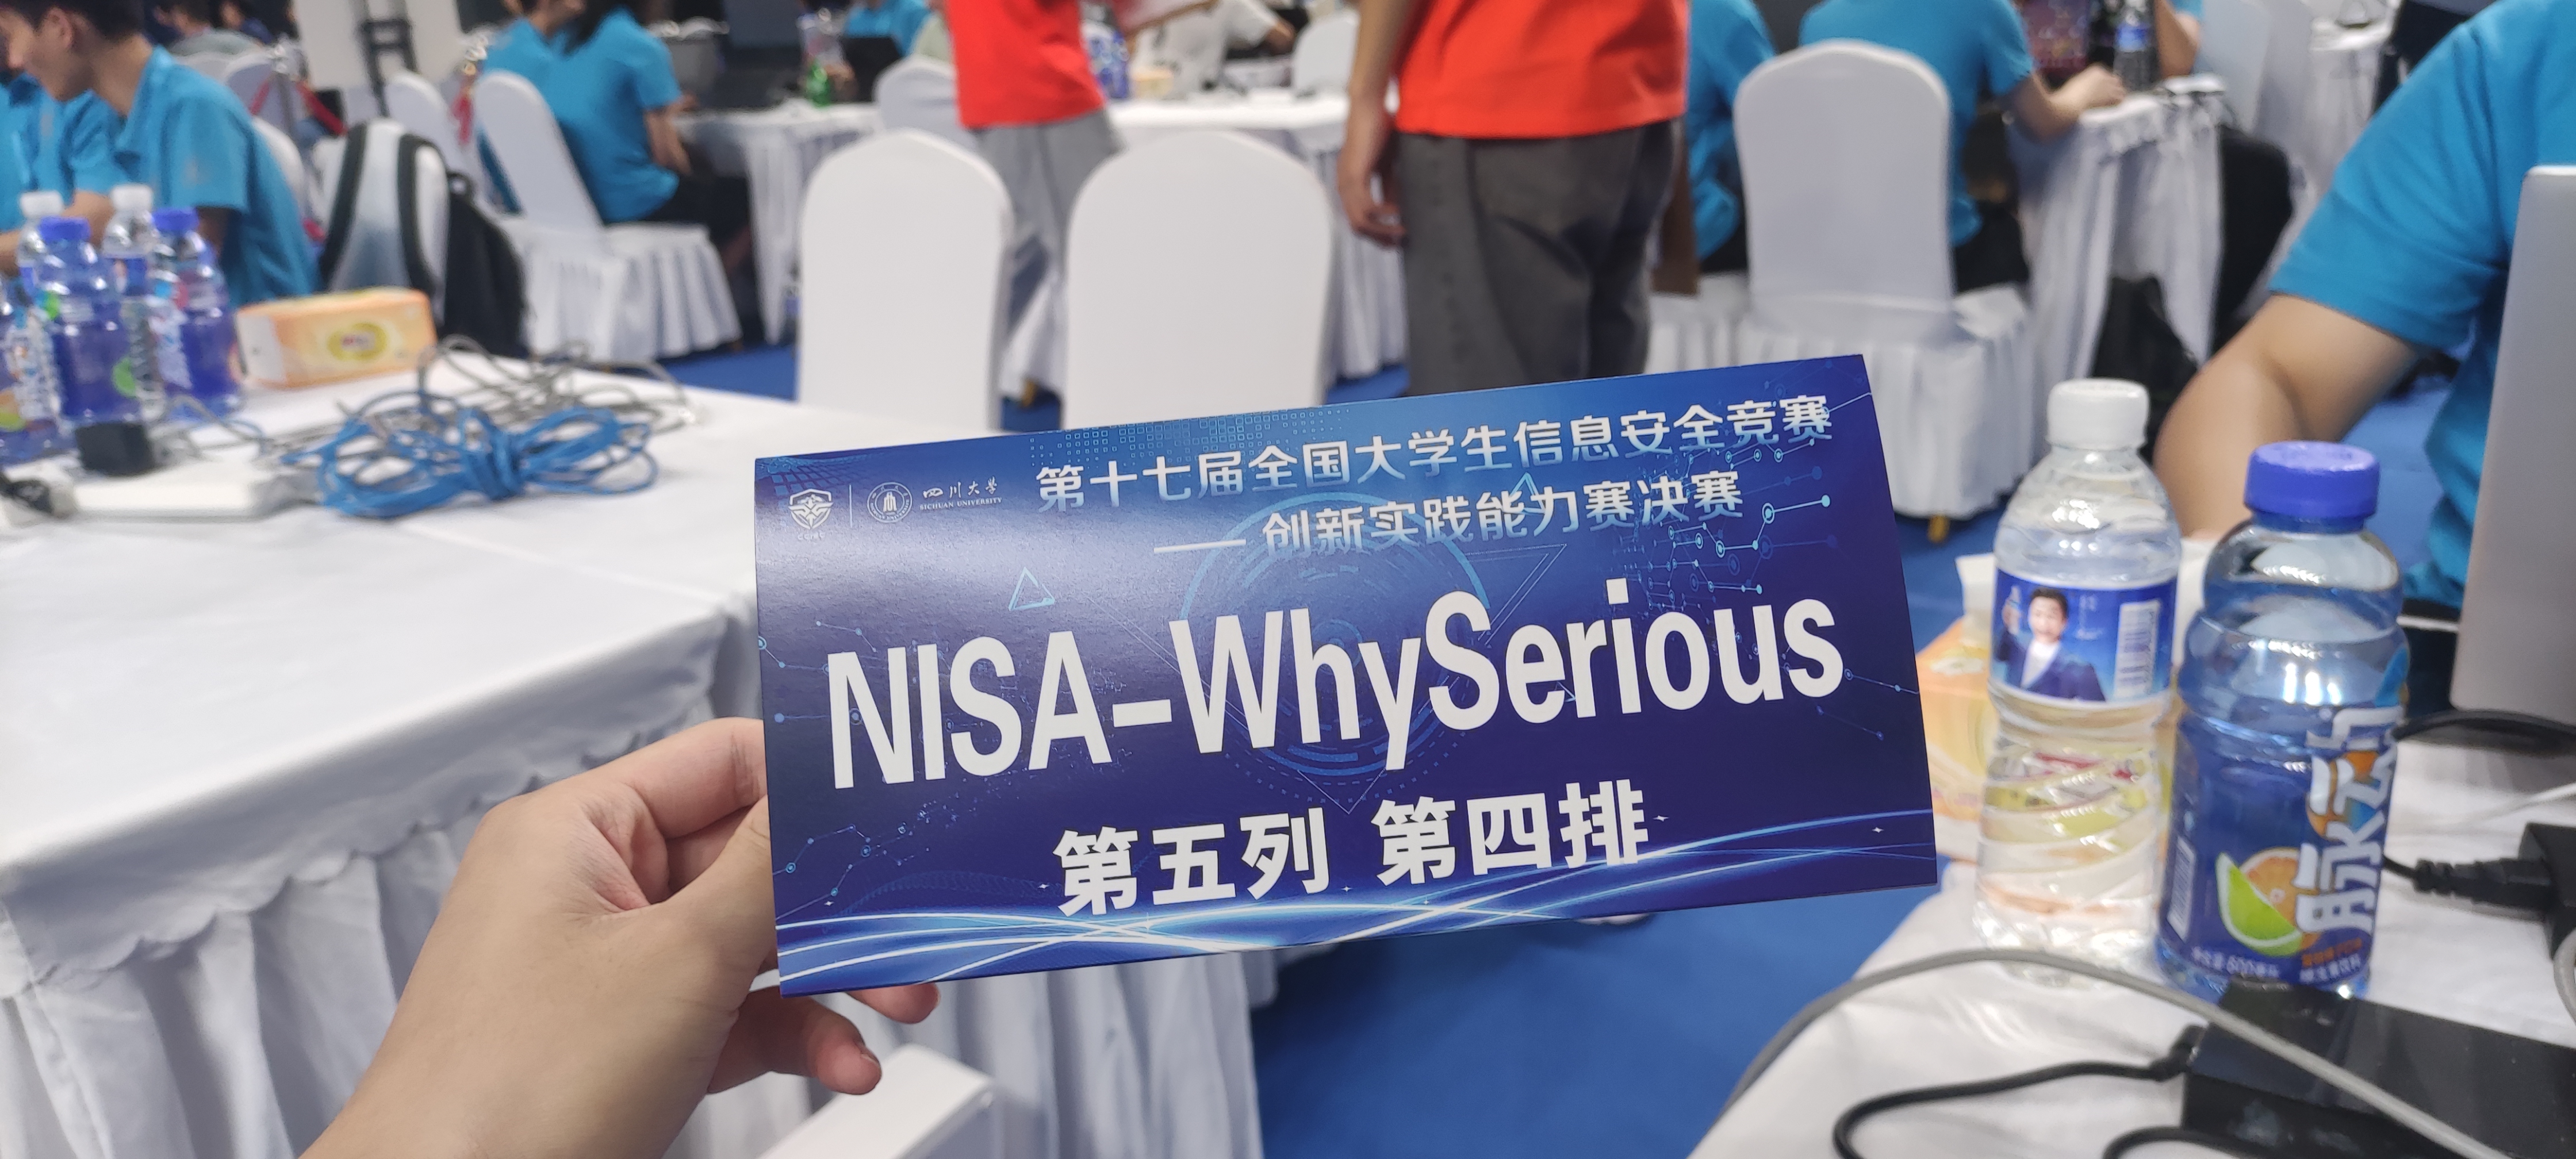 四川大学
SICHUAN UNIVERSITY
第十七届全国大学生信息安全竞赛
——创新实践能力赛决赛
NISA-WhySerious
第五列 第四排
脉动